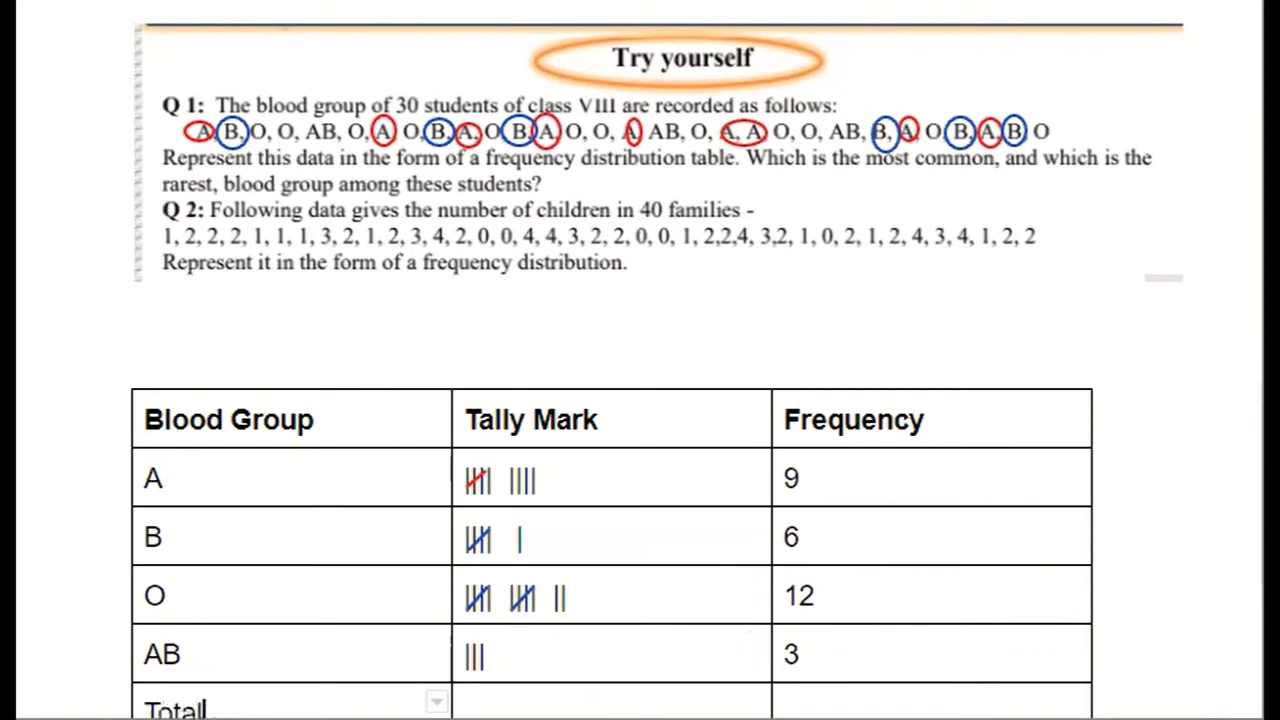 Try yourself
Q 1: The blood group of 30 students of class VIII are recorded as follows:
A, B, O, O, AB, O, A, O, B, A, O, B, A, O, O, A, AB, O, A, A, O, O, AB, B, A, O, B, A, B, O
Represent this data in the form of a frequency distribution table. Which is the most common, and which is the
rarest, blood group among these students?
Q 2: Following data gives the number of children in 40 families -
1, 2, 2, 2, 1, 1, 1, 3, 2, 1, 2, 3, 4, 2, 0, 0, 4, 4, 3, 2, 2, 0, 0, 1, 2,2,4, 3,2, 1, 0, 2, 1, 2, 4, 3, 4, 1, 2, 2
Represent it in the form of a frequency distribution.
Blood Group Tally Mark Frequency
A 9
B 6
O 12
AB 3
Total